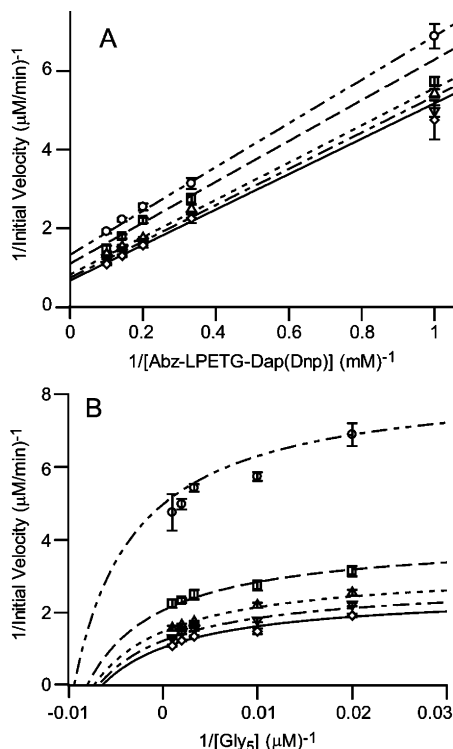 A
1/Initial Velocity (μM/min)⁻¹
6
4
2
0
0 0.2 0.4 0.6 0.8 1
1/[Abz-LPETG-Dap(Dnp)] (mM)⁻¹
B
1/Initial Velocity (μM/min)⁻¹
8
6
4
2
0
-0.01 0 0.01 0.02 0.03
1/[Gly₅] (μM)⁻¹